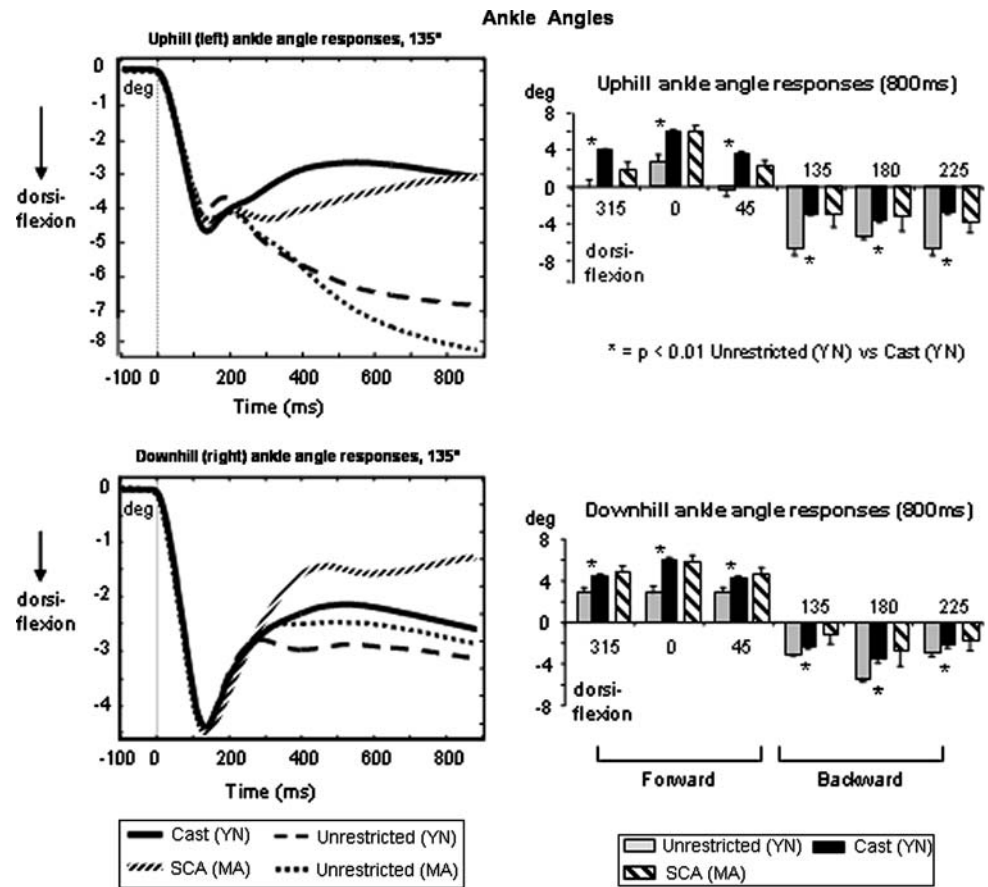 Ankle Angles
Uphill (left) ankle angle responses, 135°
0
deg
-1
-2
-3
-4
-5
-6
-7
-8
dorsi-
flexion
-100 0 200 400 600 800
Time (ms)
Uphill ankle angle responses (800ms)
deg
8
4
0
-4
-8
* * *
135 180 225
315 0 45
dorsi-
flexion
* * *
* = p < 0.01 Unrestricted (YN) vs Cast (YN)
Downhill (right) ankle angle responses, 135°
0
deg
-1
-2
-3
-4
dorsi-
flexion
-100 0 200 400 600 800
Time (ms)
Cast (YN) Unrestricted (YN)
SCA (MA) Unrestricted (MA)
Downhill ankle angle responses (800ms)
deg
8
4
0
-4
-8
* * *
135 180 225
315 0 45
dorsi-
flexion
* * *
Forward Backward
Unrestricted (YN) Cast (YN)
SCA (MA)